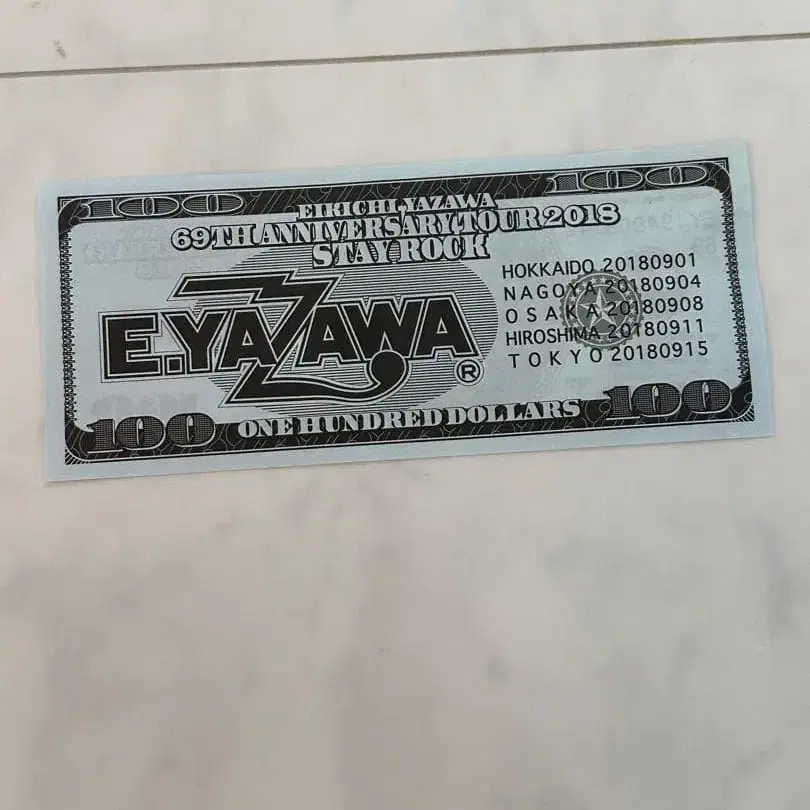 100
100
EIKICHI YAZAWA
69TH ANNIVERSARY TOUR 2018
STAY ROCK
E.YAZAWA
®
HOKKAIDO 20180901
NAGOYA 20180904
OSAKA 20180908
HIROSHIMA 20180911
TOKYO 20180915
100
ONE HUNDRED DOLLARS
100